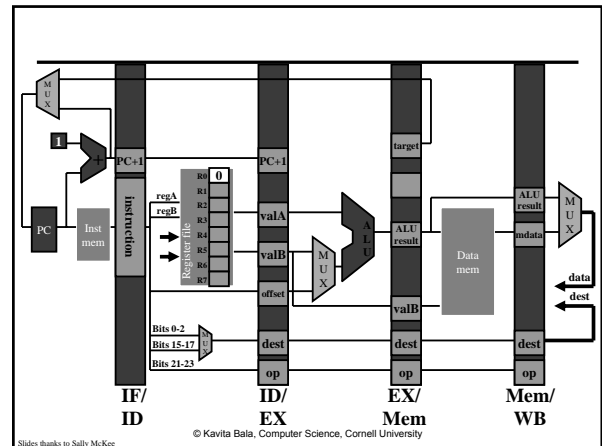 M
U
X
1
+
PC+1
PC+1
target
R0 0
R1
regA
R2
regB
R3
R4
R5
R6
R7
Register file
instruction
PC
Inst
mem
valA
valB
offset
M
U
X
A
L
U
ALU
result
valB
Data
mem
ALU
result
mdata
M
U
X
data
dest
Bits 0-2
Bits 15-17
M
U
X
Bits 21-23
dest
dest
dest
op
op
op
IF/
ID
ID/
EX
EX/
Mem
Mem/
WB
© Kavita Bala, Computer Science, Cornell University
Slides thanks to Sally McKee